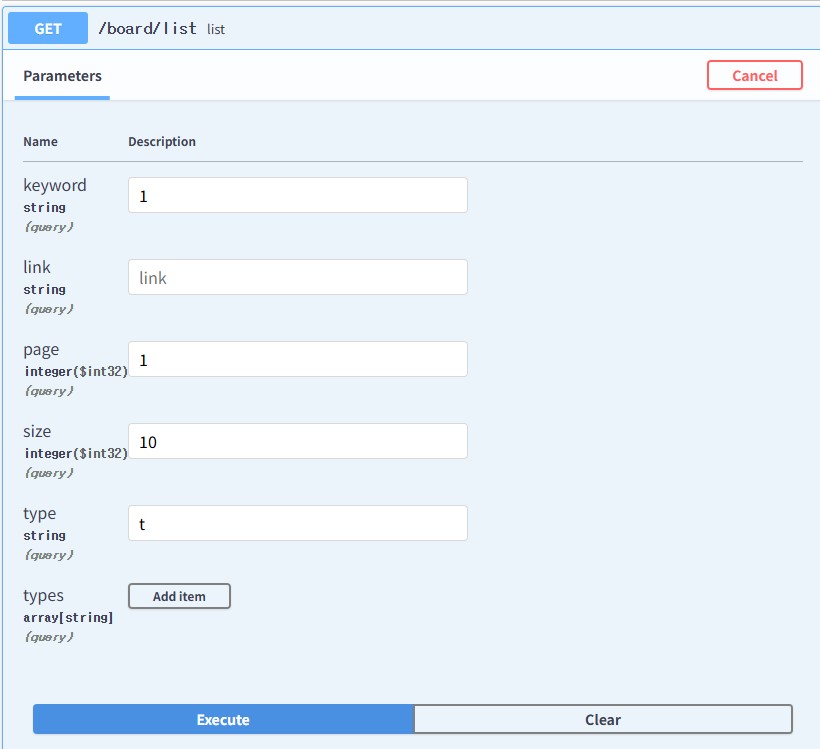 GET /board/list list
Parameters Cancel
Name Description
keyword 1
string
(query)
link link
string
(query)
page 1
integer($int32)
(query)
size 10
integer($int32)
(query)
type t
string
(query)
types Add item
array[string]
(query)
Execute Clear